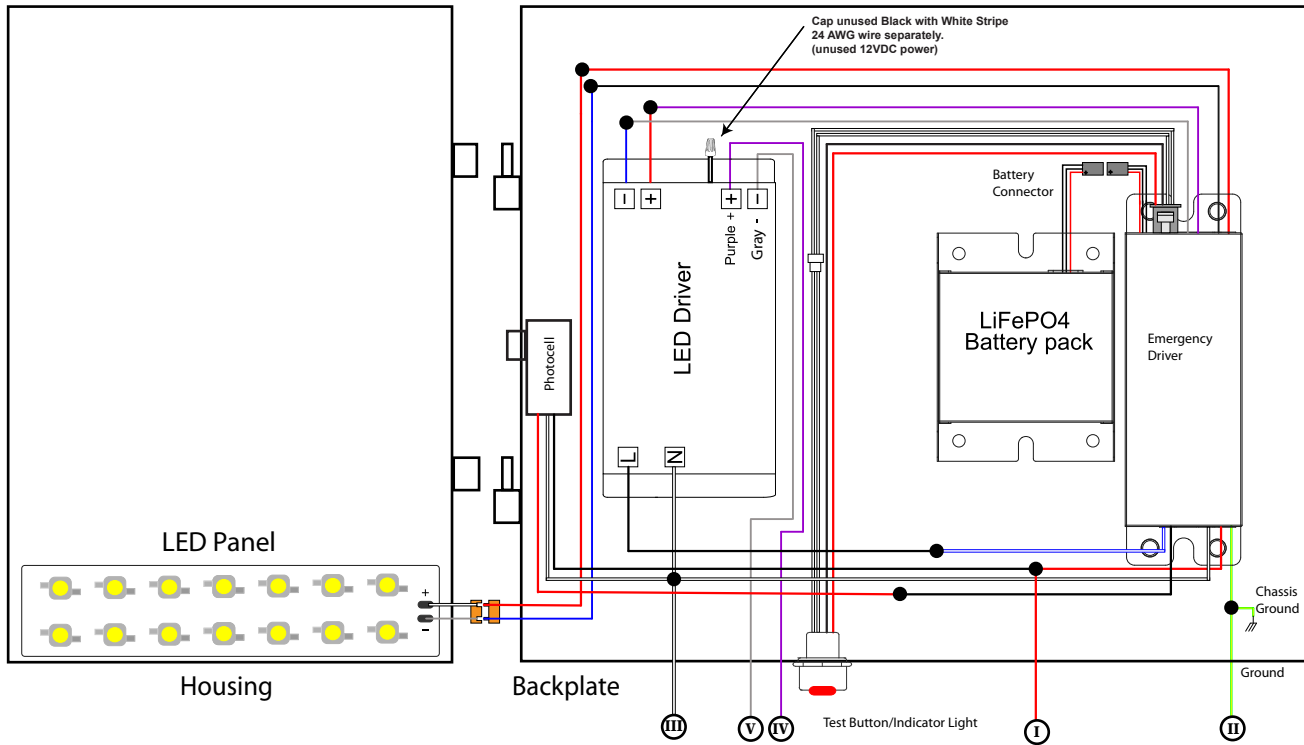 Cap unused Black with White Stripe
24 AWG wire separately.
(unused 12VDC power)
Battery
Connector
− + + −
Purple +
Gray -
LED Driver
LiFePO4
Battery pack
Emergency
Driver
Photocell
L N
LED Panel
+
−
Chassis
Ground
Ground
Housing
Backplate
Test Button/Indicator Light
III V IV I II